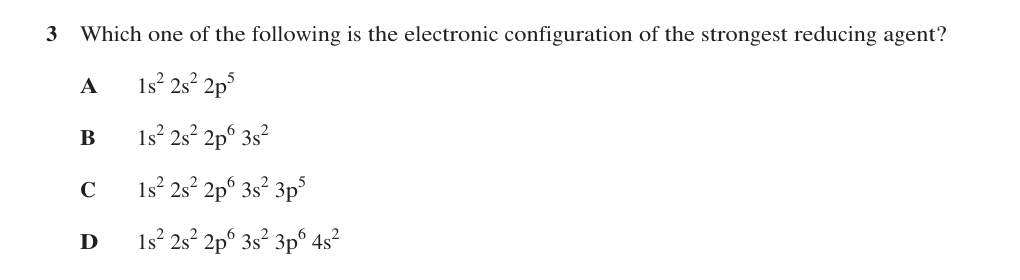 3 Which one of the following is the electronic configuration of the strongest reducing agent?
A 1s² 2s² 2p⁵
B 1s² 2s² 2p⁶ 3s²
C 1s² 2s² 2p⁶ 3s² 3p⁵
D 1s² 2s² 2p⁶ 3s² 3p⁶ 4s²